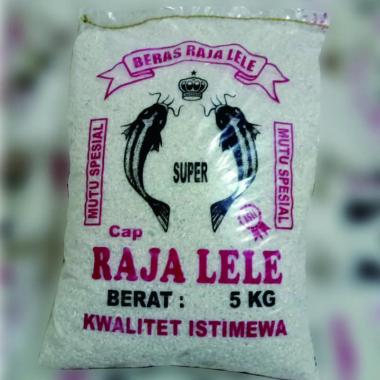 BERAS RAJA LELE
MUTU SPESIAL
SUPER
MUTU SPESIAL
Cap
RAJA LELE
BERAT : 5 KG
KWALITET ISTIMEWA